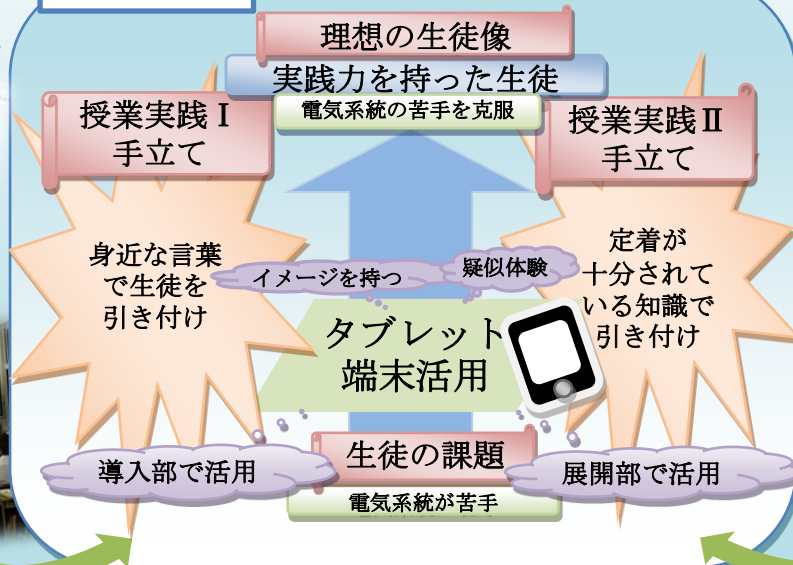 理想の生徒像
実践力を持った生徒
電気系統の苦手を克服
授業実践Ⅰ
手立て
授業実践Ⅱ
手立て
身近な言葉
で生徒を
引き付け
イメージを持つ
疑似体験
定着が
十分されて
いる知識で
引き付け
タブレット
端末活用
導入部で活用
生徒の課題
電気系統が苦手
展開部で活用